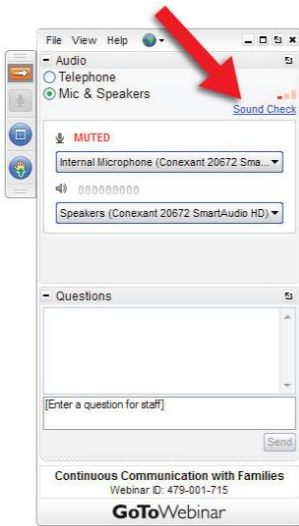 File View Help
Audio
Telephone
Mic & Speakers
Sound Check
MUTED
Internal Microphone (Conexant 20672 Sma...
Speakers (Conexant 20672 SmartAudio HD)
Questions
[Enter a question for staff]
Send
Continuous Communication with Families
Webinar ID: 479-001-715
GoToWebinar